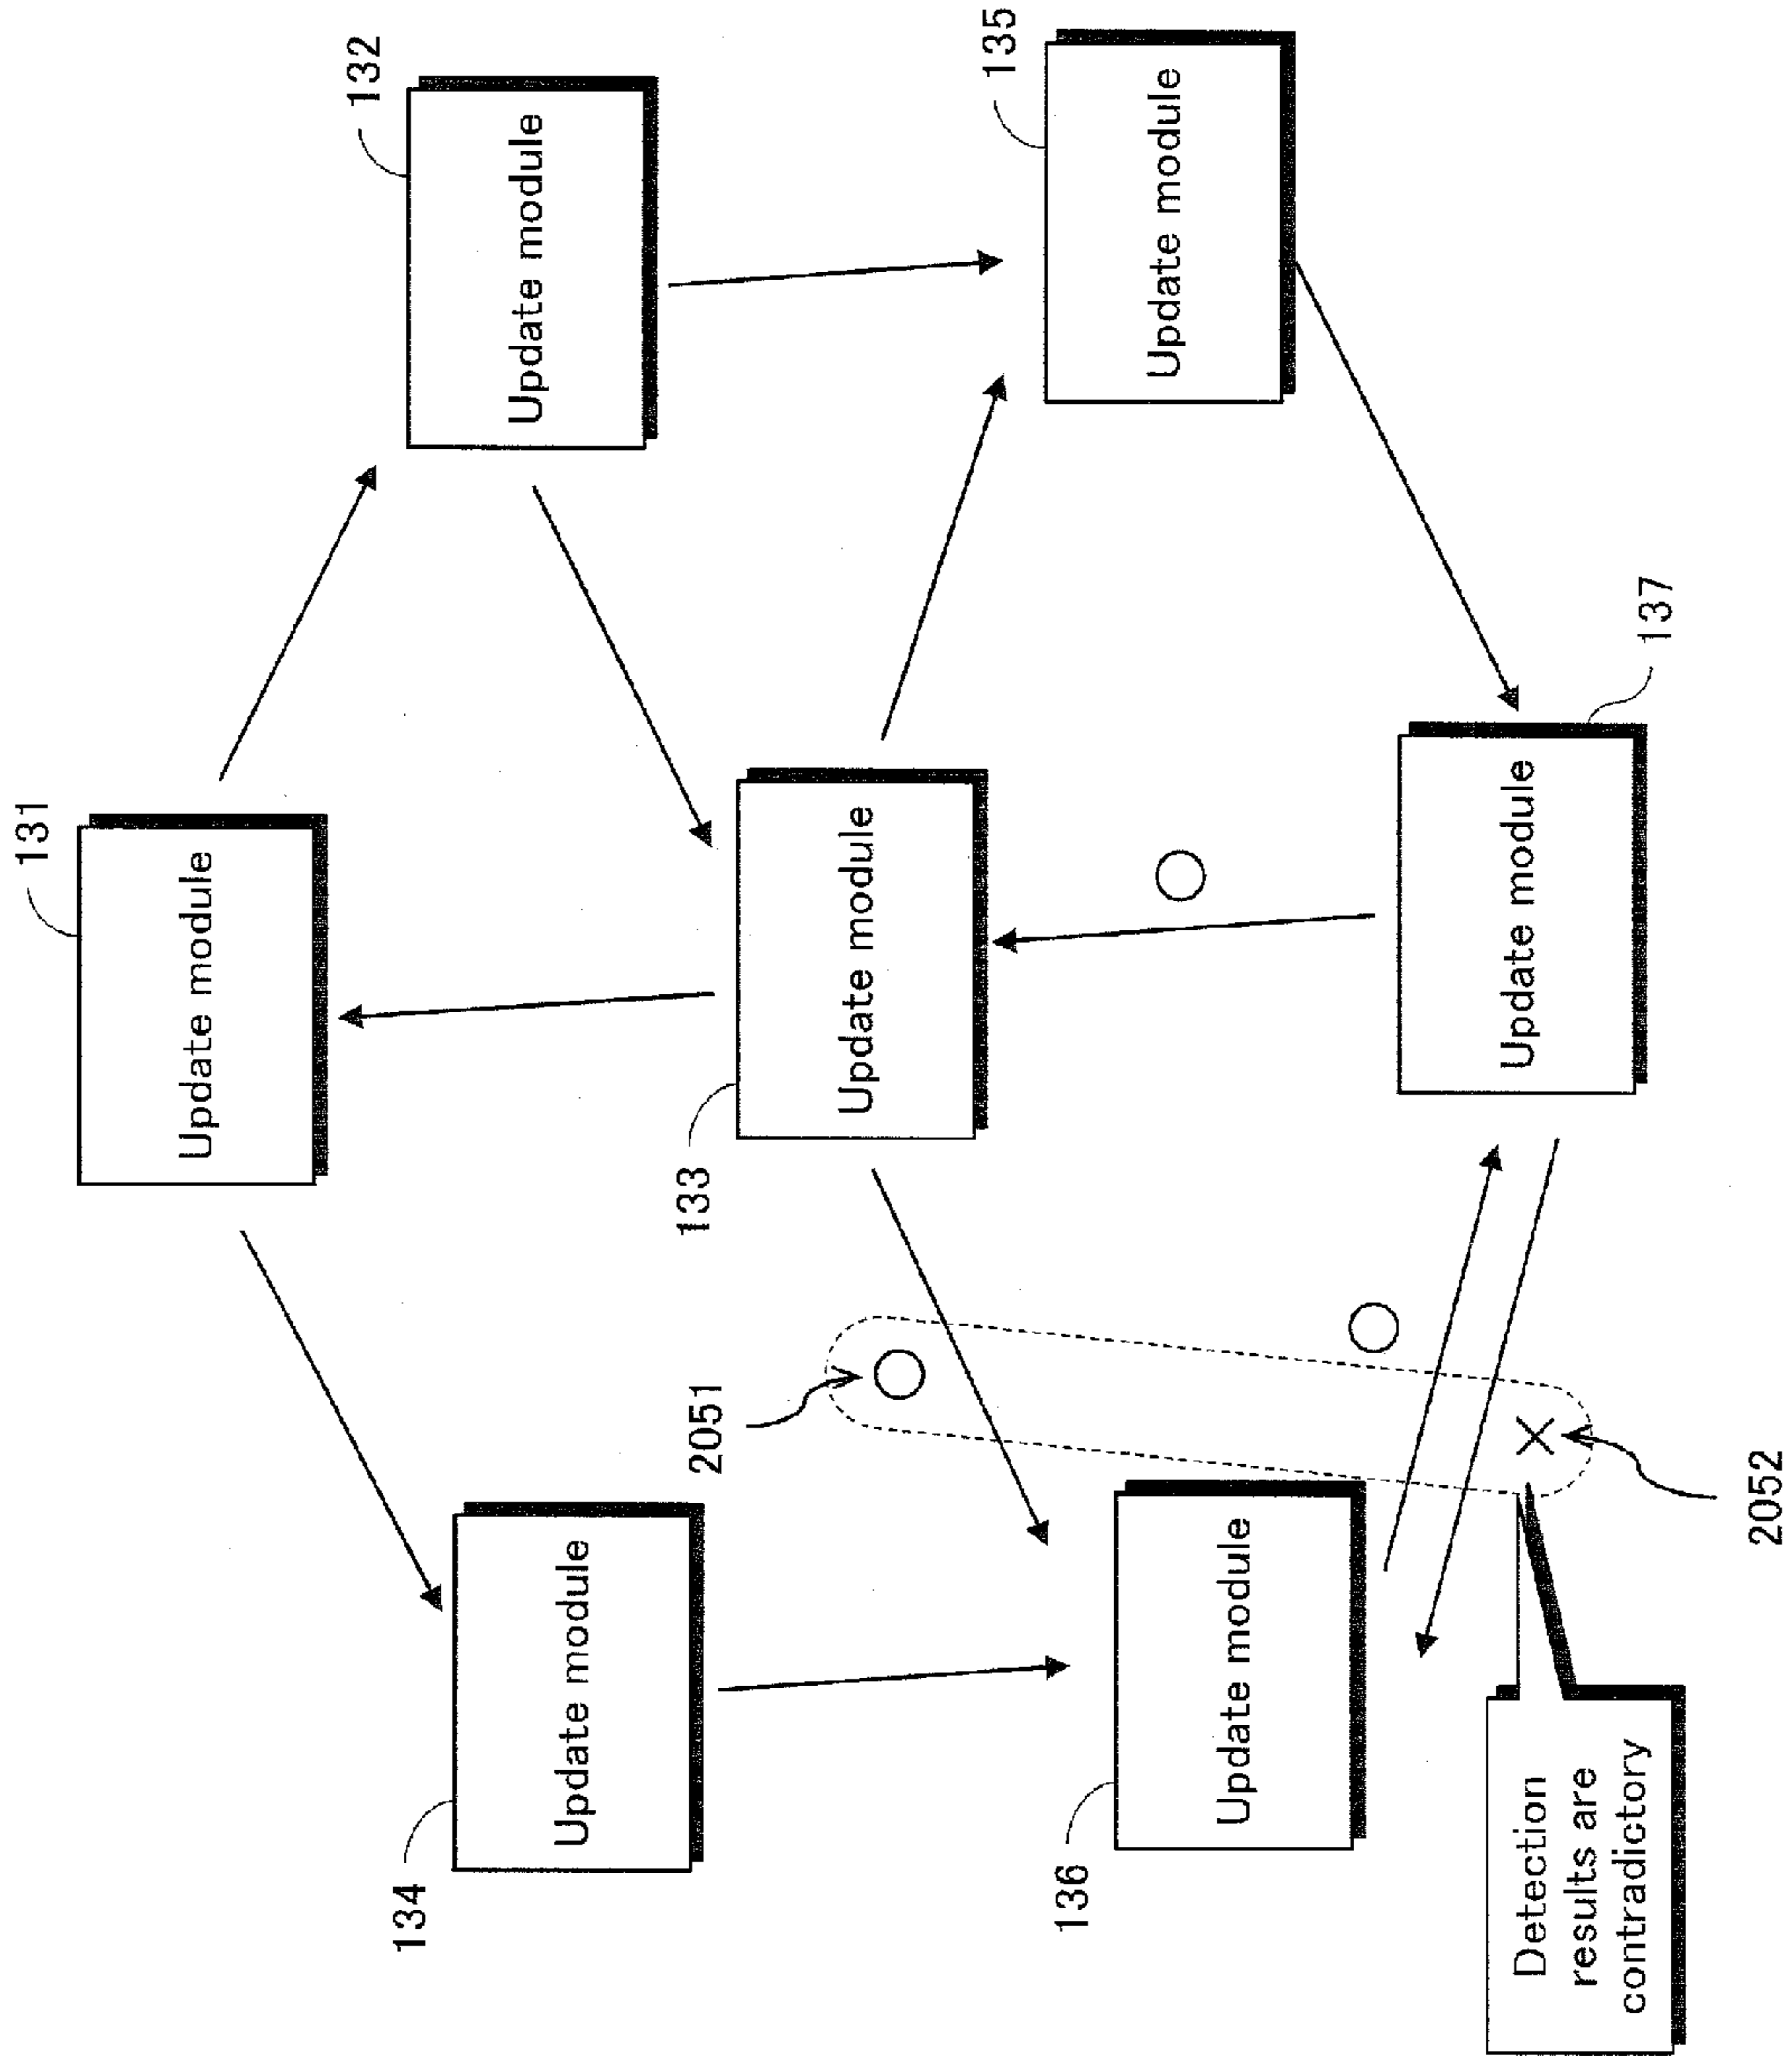 131
Update module
132
Update module
134
Update module
133
2051
Update module
135
Update module
136
Update module
Update module
137
Detection
results are
contradictory
2052